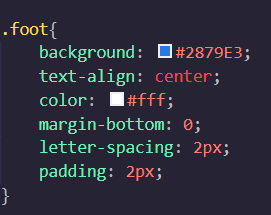 .foot{
background: #2879E3;
text-align: center;
color: #fff;
margin-bottom: 0;
letter-spacing: 2px;
padding: 2px;
}